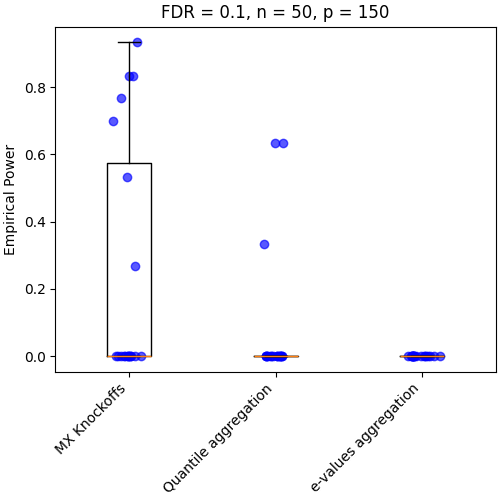 FDR = 0.1, n = 50, p = 150
Empirical Power
0.8
0.6
0.4
0.2
0.0
MX Knockoffs
Quantile aggregation
e-values aggregation